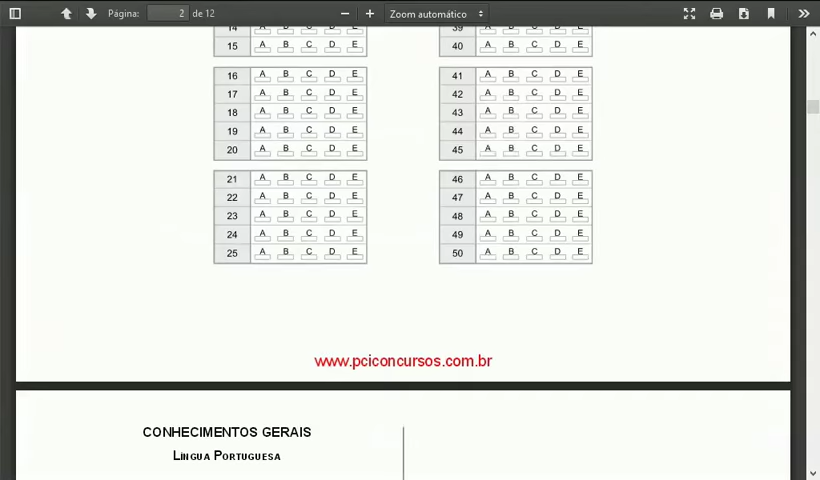 Página: 2 de 12 Zoom automático
14 39
15 A B C D E 40 A B C D E
16 A B C D E 41 A B C D E
17 A B C D E 42 A B C D E
18 A B C D E 43 A B C D E
19 A B C D E 44 A B C D E
20 A B C D E 45 A B C D E
21 A B C D E 46 A B C D E
22 A B C D E 47 A B C D E
23 A B C D E 48 A B C D E
24 A B C D E 49 A B C D E
25 A B C D E 50 A B C D E
www.pciconcursos.com.br
CONHECIMENTOS GERAIS
LÍNGUA PORTUGUESA